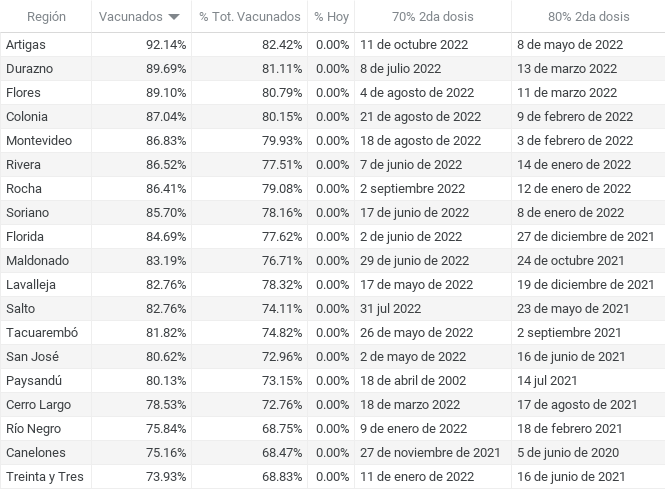 Región Vacunados % Tot. Vacunados % Hoy 70% 2da dosis 80% 2da dosis
Artigas 92.14% 82.42% 0.00% 11 de octubre 2022 8 de mayo de 2022
Durazno 89.69% 81.11% 0.00% 8 de julio 2022 13 de marzo 2022
Flores 89.10% 80.79% 0.00% 4 de agosto de 2022 11 de marzo 2022
Colonia 87.04% 80.15% 0.00% 21 de agosto de 2022 9 de febrero de 2022
Montevideo 86.83% 79.93% 0.00% 18 de agosto de 2022 3 de febrero de 2022
Rivera 86.52% 77.51% 0.00% 7 de junio de 2022 14 de enero de 2022
Rocha 86.41% 79.08% 0.00% 2 septiembre 2022 12 de enero de 2022
Soriano 85.70% 78.16% 0.00% 17 de junio de 2022 8 de enero de 2022
Florida 84.69% 77.62% 0.00% 2 de junio de 2022 27 de diciembre de 2021
Maldonado 83.19% 76.71% 0.00% 29 de junio de 2022 24 de octubre 2021
Lavalleja 82.76% 78.32% 0.00% 17 de mayo de 2022 19 de diciembre de 2021
Salto 82.76% 74.11% 0.00% 31 jul 2022 23 de mayo de 2021
Tacuarembó 81.82% 74.82% 0.00% 26 de mayo de 2022 2 septiembre 2021
San José 80.62% 72.96% 0.00% 2 de mayo de 2022 16 de junio de 2021
Paysandú 80.13% 73.15% 0.00% 18 de abril de 2002 14 jul 2021
Cerro Largo 78.53% 72.76% 0.00% 18 de marzo 2022 17 de agosto de 2021
Río Negro 75.84% 68.75% 0.00% 9 de enero de 2022 18 de febrero 2021
Canelones 75.16% 68.47% 0.00% 27 de noviembre de 2021 5 de junio de 2020
Treinta y Tres 73.93% 68.83% 0.00% 11 de enero de 2022 16 de junio de 2021